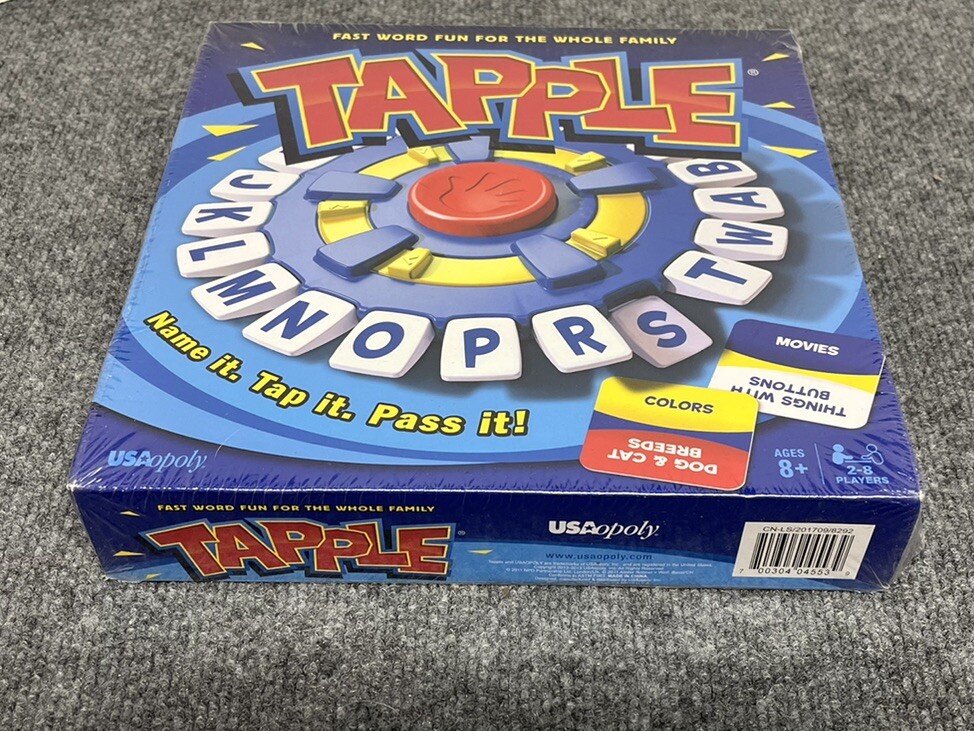 FAST WORD FUN FOR THE WHOLE FAMILY
TAPPLE®
J
K
L
M
N
O
P
R
S
T
W
A
B
Name it. Tap it. Pass it!
MOVIES
THINGS WITH
BUTTONS
COLORS
DOG & CAT
BREEDS
USAopoly
AGES
8+
2-8
PLAYERS
FAST WORD FUN FOR THE WHOLE FAMILY
TAPPLE®
USAopoly
www.usaopoly.com
MADE IN CHINA
CN-LS/201709/8292
7 00304 04553 9